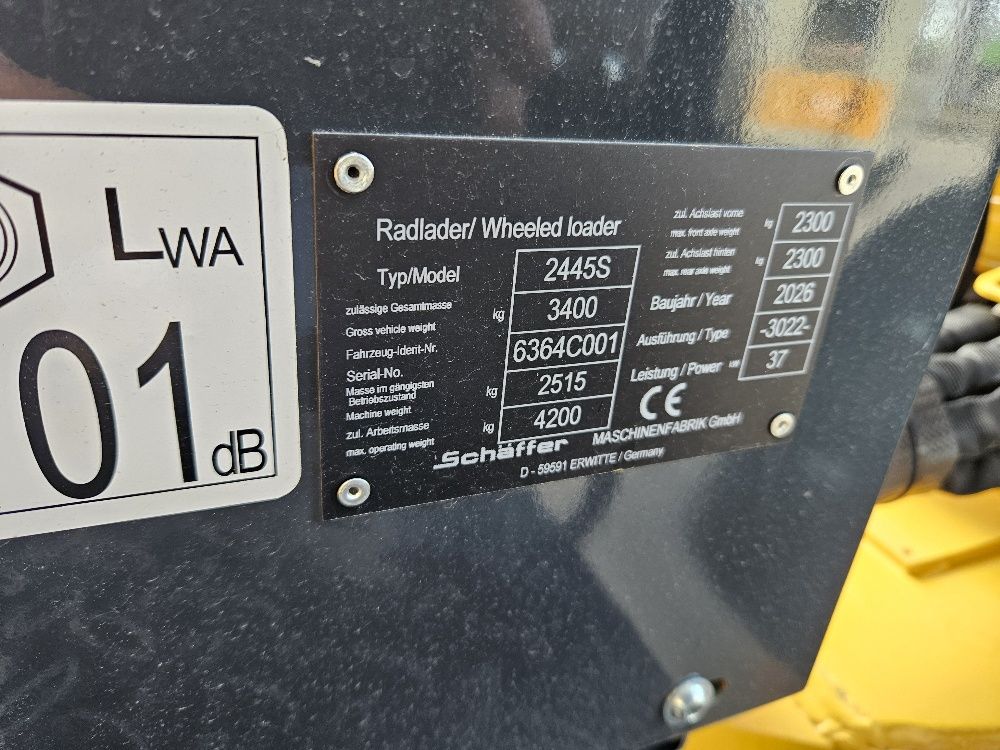 LWA
01
dB
Radlader/ Wheeled loader
Typ/Model 2445S
zulässige Gesamtmasse
Gross vehicle weight kg 3400
Fahrzeug-Ident-Nr.
Serial-No. 6364C001
Masse im gängigsten
Betriebszustand
Machine weight kg 2515
zul. Arbeitsmasse
max. operating weight kg 4200
zul. Achslast vorne
max. front axle weight kg 2300
zul. Achslast hinten
max. rear axle weight kg 2300
Baujahr/Year 2026
Ausführung/Type -3022-
Leistung/Power kW 37
CE
Schäffer MASCHINENFABRIK GmbH
D - 59591 ERWITTE / Germany